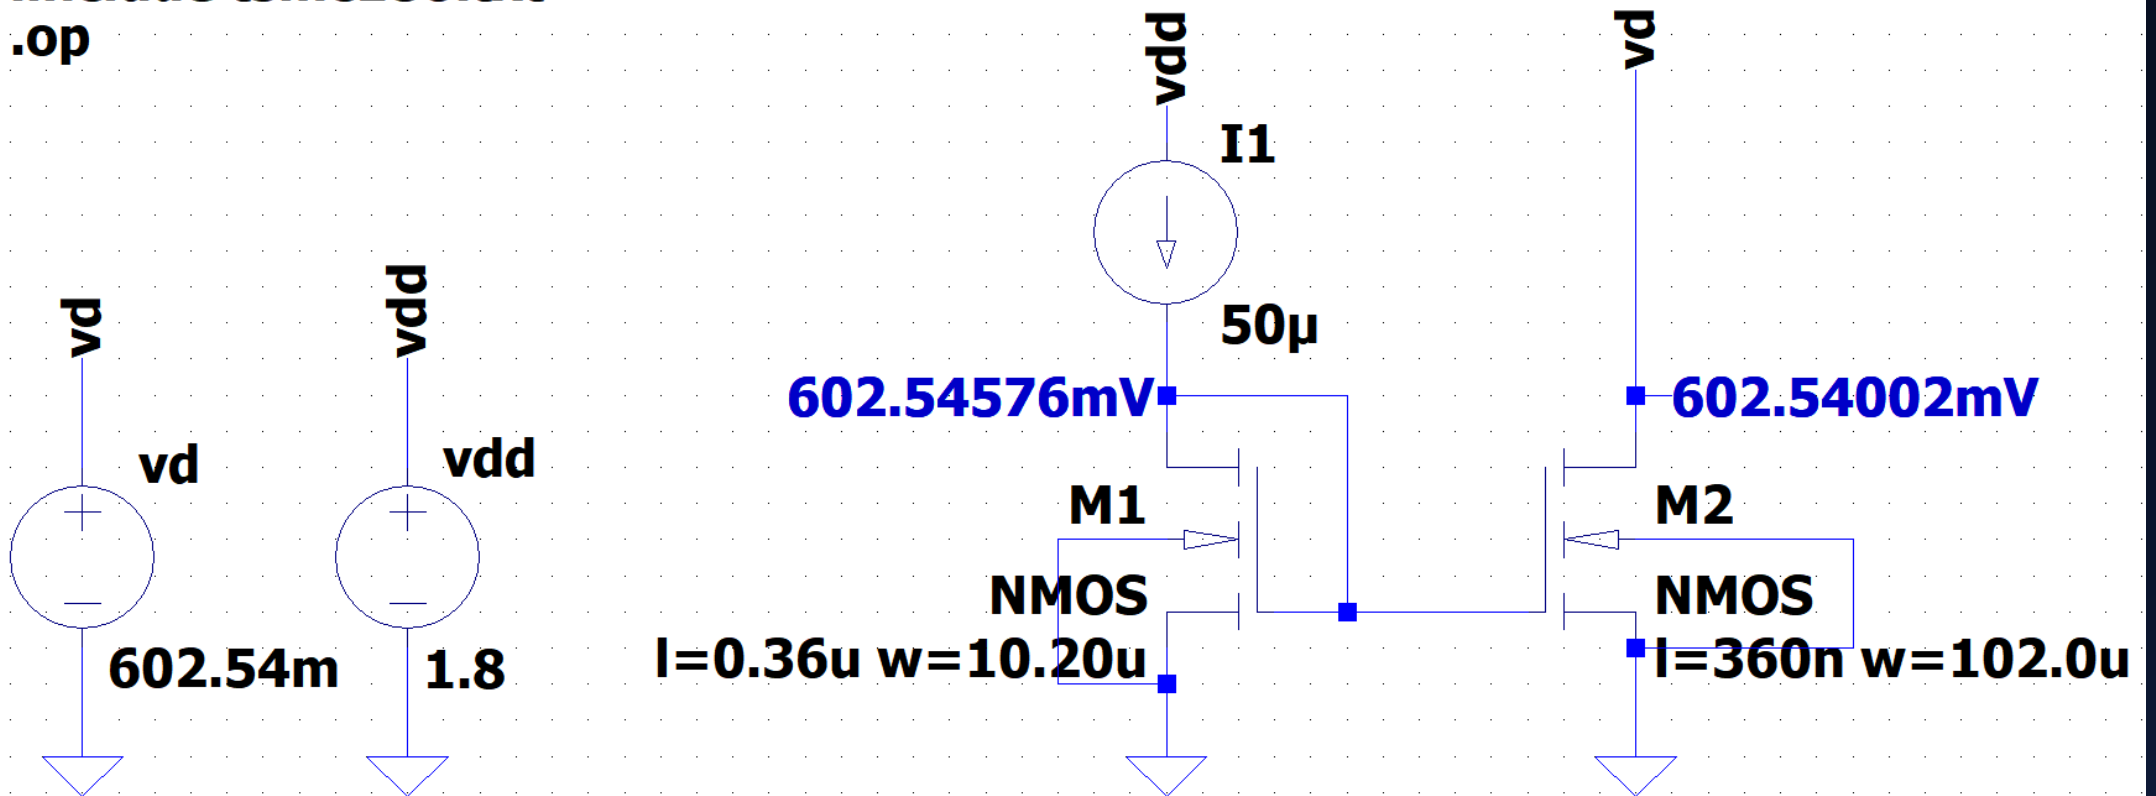 .op
vdd
vd
I1
50µ
vd
vdd
602.54576mV
602.54002mV
vd
vdd
M1
M2
NMOS
NMOS
602.54m
1.8
l=0.36u w=10.20u
l=360n w=102.0u